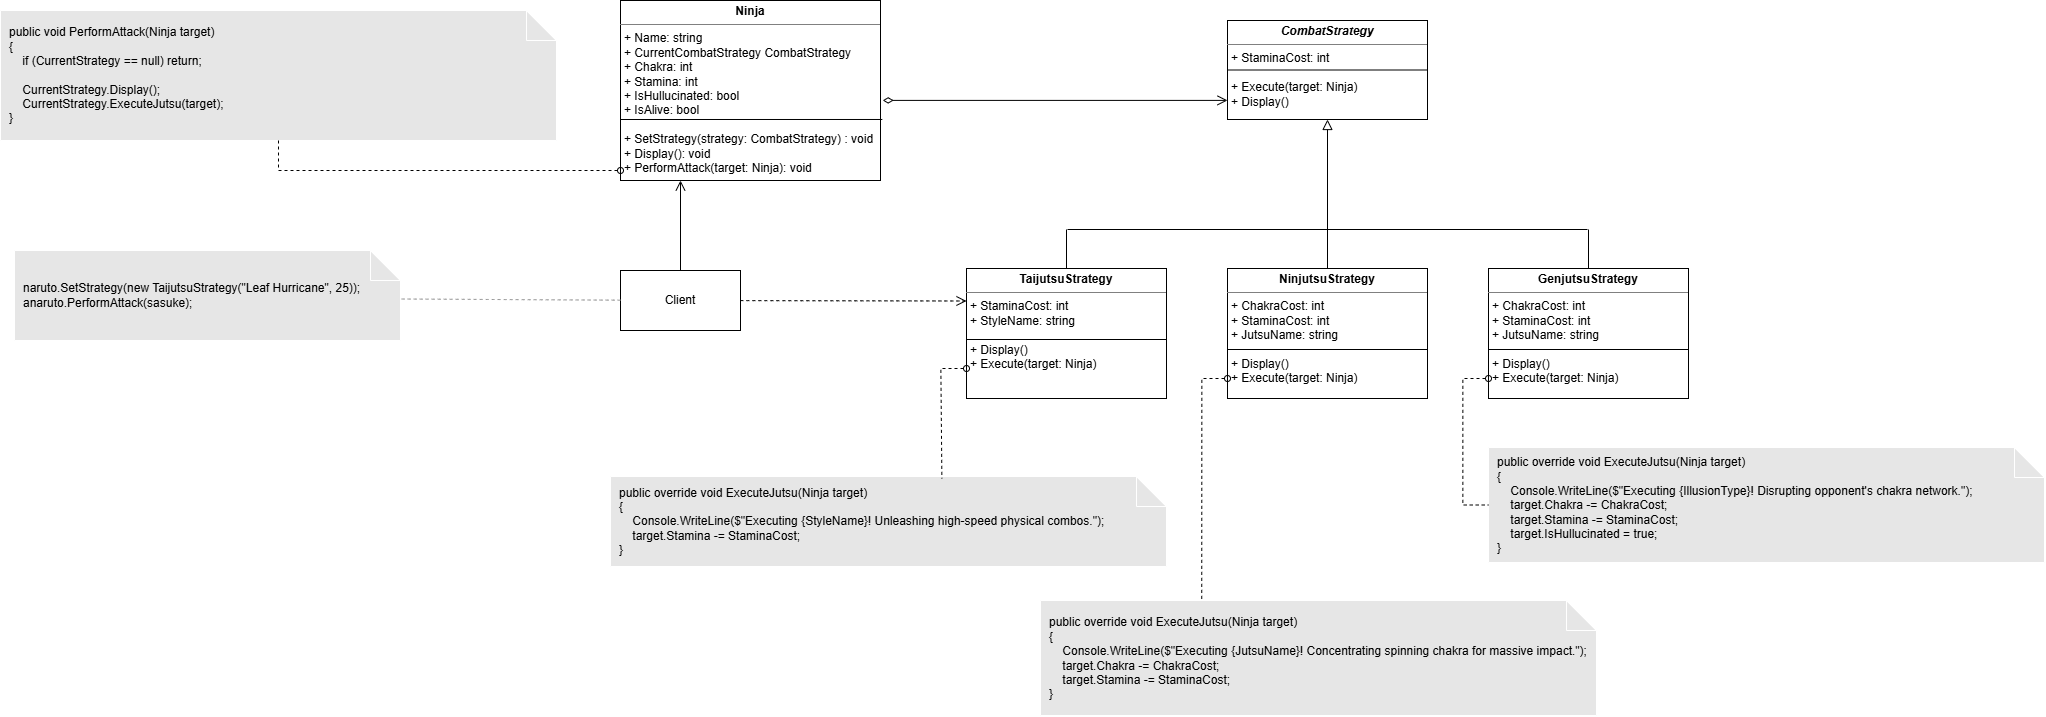 public void PerformAttack(Ninja target)
{
if (CurrentStrategy == null) return;
CurrentStrategy.Display();
CurrentStrategy.ExecuteJutsu(target);
}
Ninja
+ Name: string
+ CurrentCombatStrategy CombatStrategy
+ Chakra: int
+ Stamina: int
+ IsHullucinated: bool
+ IsAlive: bool
+ SetStrategy(strategy: CombatStrategy) : void
+ Display(): void
+ PerformAttack(target: Ninja): void
CombatStrategy
+ StaminaCost: int
+ Execute(target: Ninja)
+ Display()
naruto.SetStrategy(new TaijutsuStrategy("Leaf Hurricane", 25));
anaruto.PerformAttack(sasuke);
Client
TaijutsuStrategy
+ StaminaCost: int
+ StyleName: string
+ Display()
+ Execute(target: Ninja)
NinjutsuStrategy
+ ChakraCost: int
+ StaminaCost: int
+ JutsuName: string
+ Display()
+ Execute(target: Ninja)
GenjutsuStrategy
+ ChakraCost: int
+ StaminaCost: int
+ JutsuName: string
+ Display()
+ Execute(target: Ninja)
public override void ExecuteJutsu(Ninja target)
{
Console.WriteLine($"Executing {StyleName}! Unleashing high-speed physical combos.");
target.Stamina -= StaminaCost;
}
public override void ExecuteJutsu(Ninja target)
{
Console.WriteLine($"Executing {IllusionType}! Disrupting opponent's chakra network.");
target.Chakra -= ChakraCost;
target.Stamina -= StaminaCost;
target.IsHullucinated = true;
}
public override void ExecuteJutsu(Ninja target)
{
Console.WriteLine($"Executing {JutsuName}! Concentrating spinning chakra for massive impact.");
target.Chakra -= ChakraCost;
target.Stamina -= StaminaCost;
}